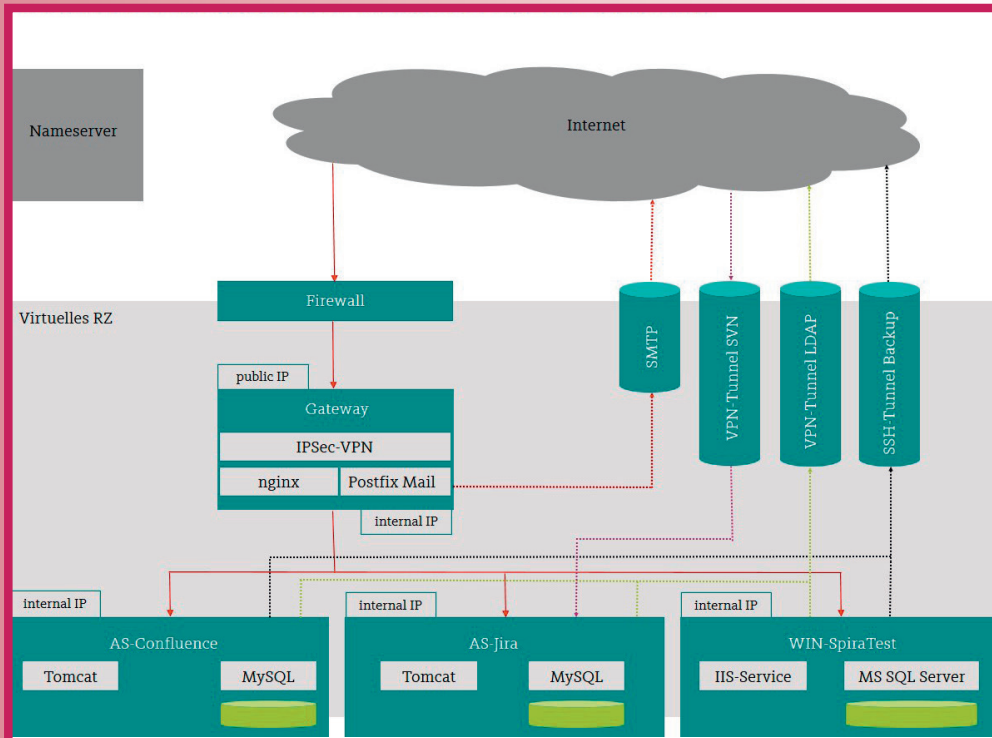 Nameserver
Internet
Firewall
Virtuelles RZ
public IP
Gateway
IPSec-VPN
nginx
Postfix Mail
internal IP
SMTP
VPN-Tunnel SVN
VPN-Tunnel LDAP
SSH-Tunnel Backup
internal IP
AS-Confluence
Tomcat
MySQL
internal IP
AS-Jira
Tomcat
MySQL
internal IP
WIN-SpiraTest
IIS-Service
MS SQL Server